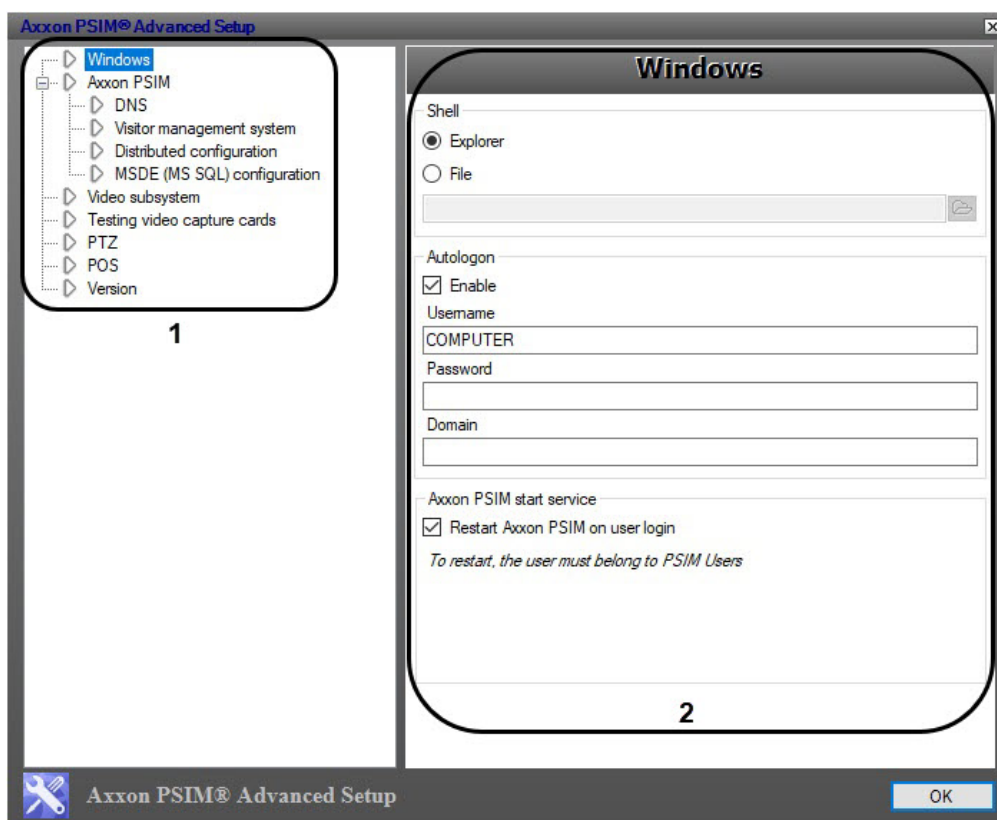 Axxon PSIM® Advanced Setup
Windows
Axxon PSIM
DNS
Visitor management system
Distributed configuration
MSDE (MS SQL) configuration
Video subsystem
Testing video capture cards
PTZ
POS
Version
1
Windows
Shell
Explorer
File
Autologon
Enable
Username
COMPUTER
Password
Domain
Axxon PSIM start service
Restart Axxon PSIM on user login
To restart, the user must belong to PSIM Users
2
Axxon PSIM® Advanced Setup
OK